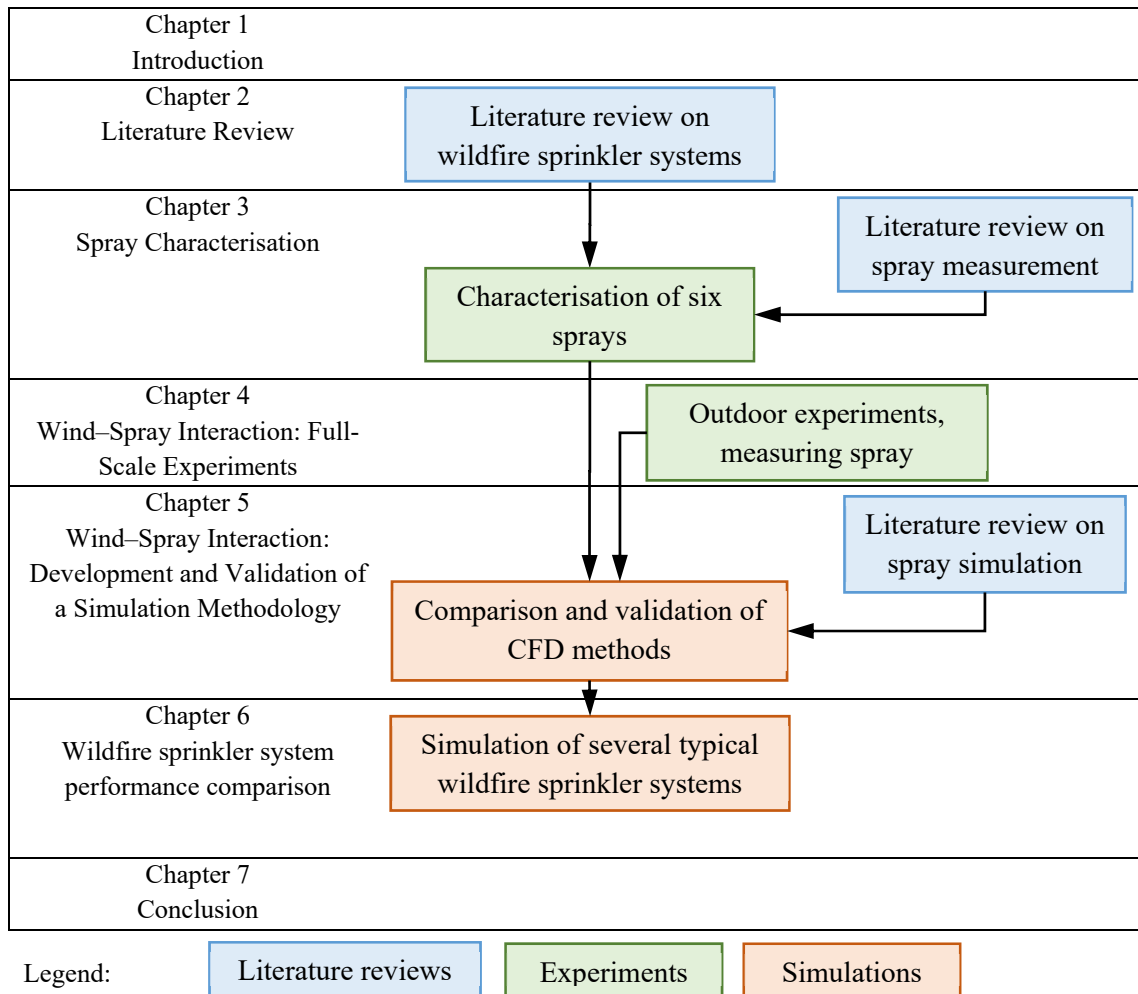 Chapter 1
Introduction
Chapter 2
Literature Review
Literature review on
wildfire sprinkler systems
Chapter 3
Spray Characterisation
Literature review on
spray measurement
Characterisation of six
sprays
Chapter 4
Wind–Spray Interaction: Full-
Scale Experiments
Outdoor experiments,
measuring spray
Chapter 5
Wind–Spray Interaction:
Development and Validation of
a Simulation Methodology
Literature review on
spray simulation
Comparison and validation of
CFD methods
Chapter 6
Wildfire sprinkler system
performance comparison
Simulation of several typical
wildfire sprinkler systems
Chapter 7
Conclusion
Legend:
Literature reviews
Experiments
Simulations